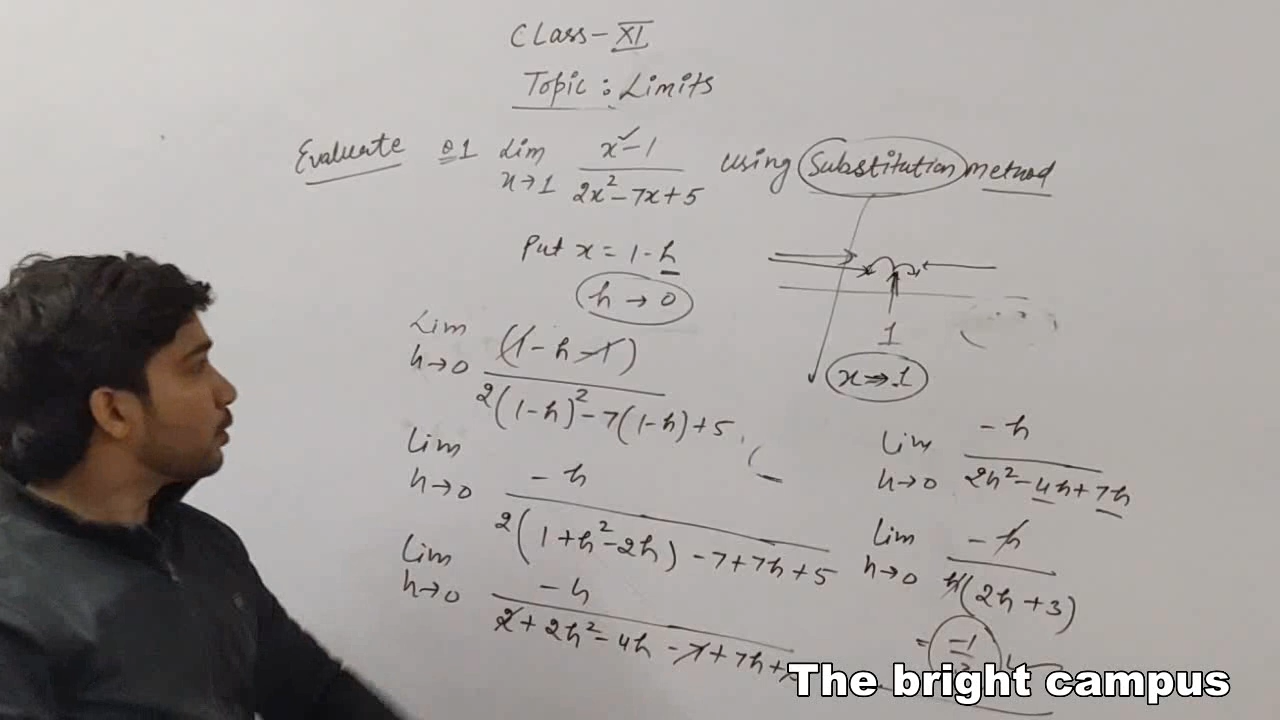 Class - XI
Topic : Limits
Evaluate Q1 Lim x→1 (x - 1)/(2x² - 7x + 5) using Substitution method
Put x = 1 - h
h → 0
1
x → 1
Lim h→0 (1 - h - 1)/(2(1-h)² - 7(1-h) + 5)
Lim h→0 -h/(2(1 + h² - 2h) - 7 + 7h + 5)
Lim h→0 -h/(2 + 2h² - 4h - 7 + 7h +
Lim h→0 -h/(2h² - 4h + 7h)
Lim h→0 -h/(h(2h + 3))
= -1/
The bright campus